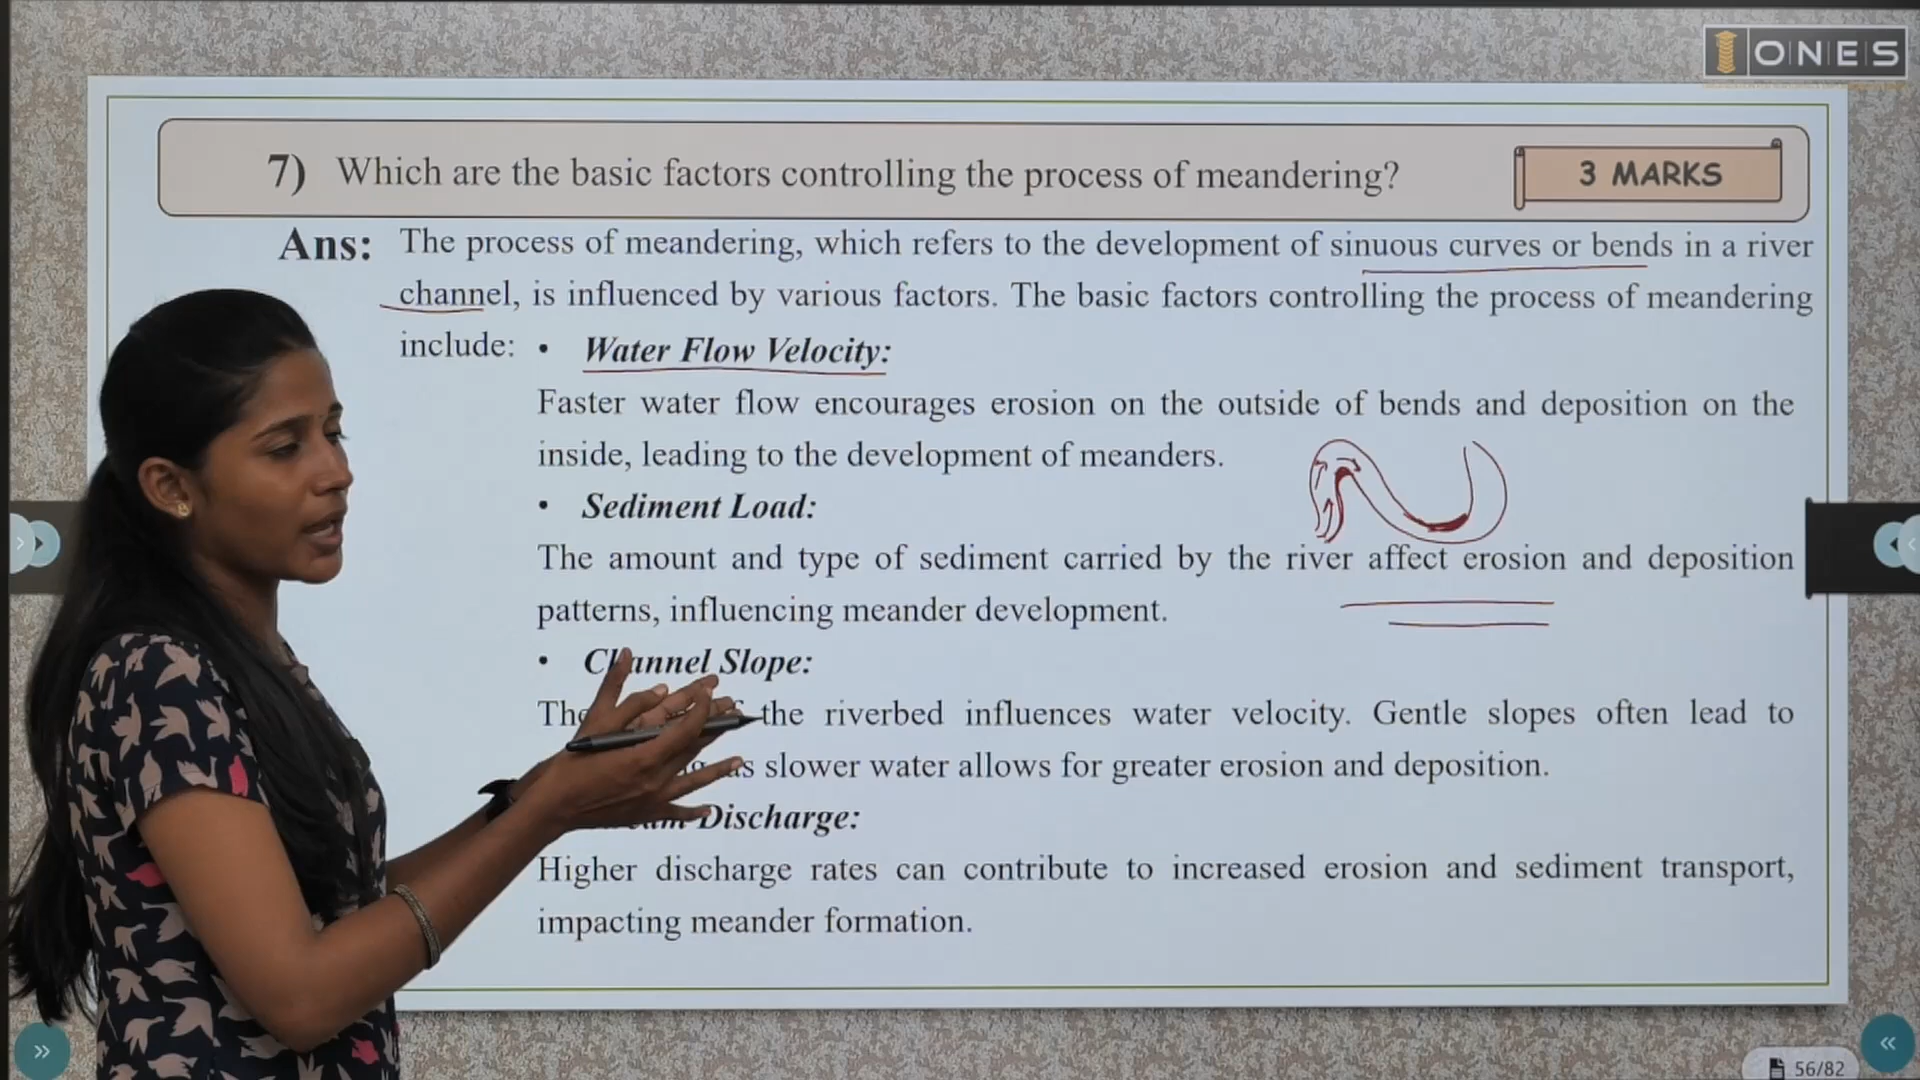 ONES
7) Which are the basic factors controlling the process of meandering?
3 MARKS
Ans: The process of meandering, which refers to the development of sinuous curves or bends in a river
channel, is influenced by various factors. The basic factors controlling the process of meandering
include: • Water Flow Velocity:
Faster water flow encourages erosion on the outside of bends and deposition on the
inside, leading to the development of meanders.
• Sediment Load:
The amount and type of sediment carried by the river affect erosion and deposition
patterns, influencing meander development.
• Channel Slope:
the riverbed influences water velocity. Gentle slopes often lead to
as slower water allows for greater erosion and deposition.
Discharge:
Higher discharge rates can contribute to increased erosion and sediment transport,
impacting meander formation.
56/82